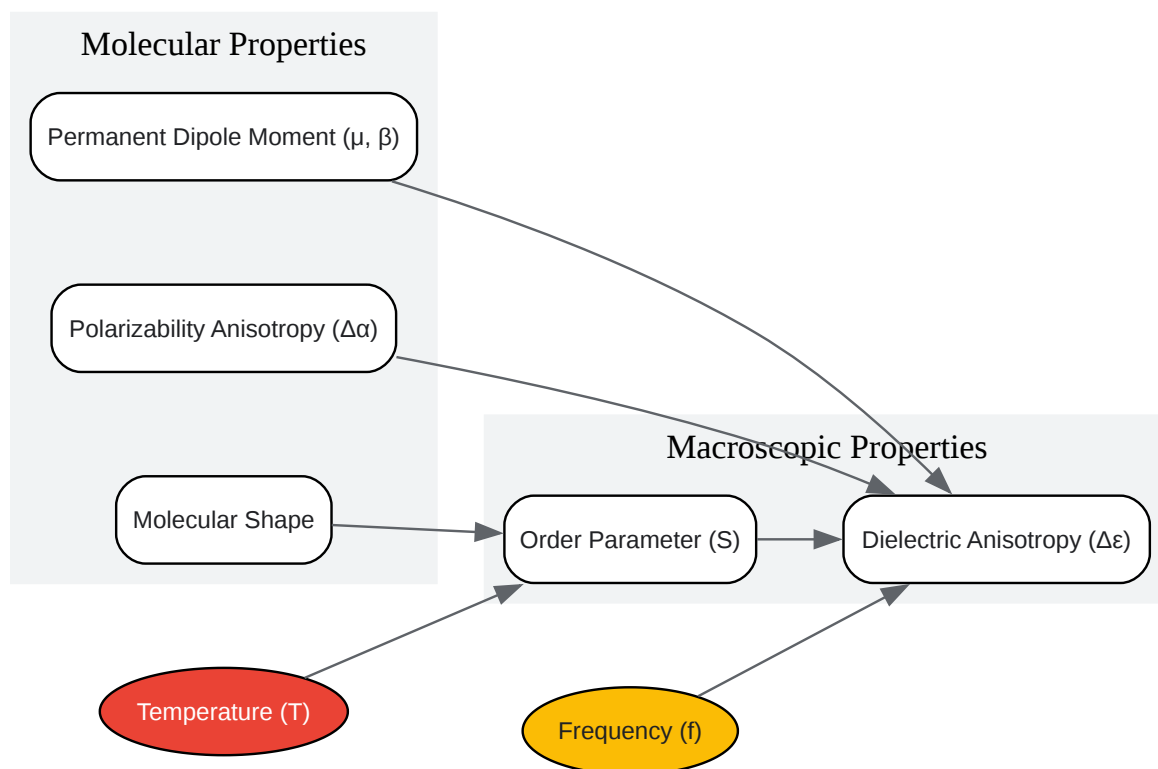 Molecular Properties
Permanent Dipole Moment (μ, β)
Polarizability Anisotropy (Δα)
Macroscopic Properties
Molecular Shape
Order Parameter (S)
Dielectric Anisotropy (Δε)
Temperature (T)
Frequency (f)